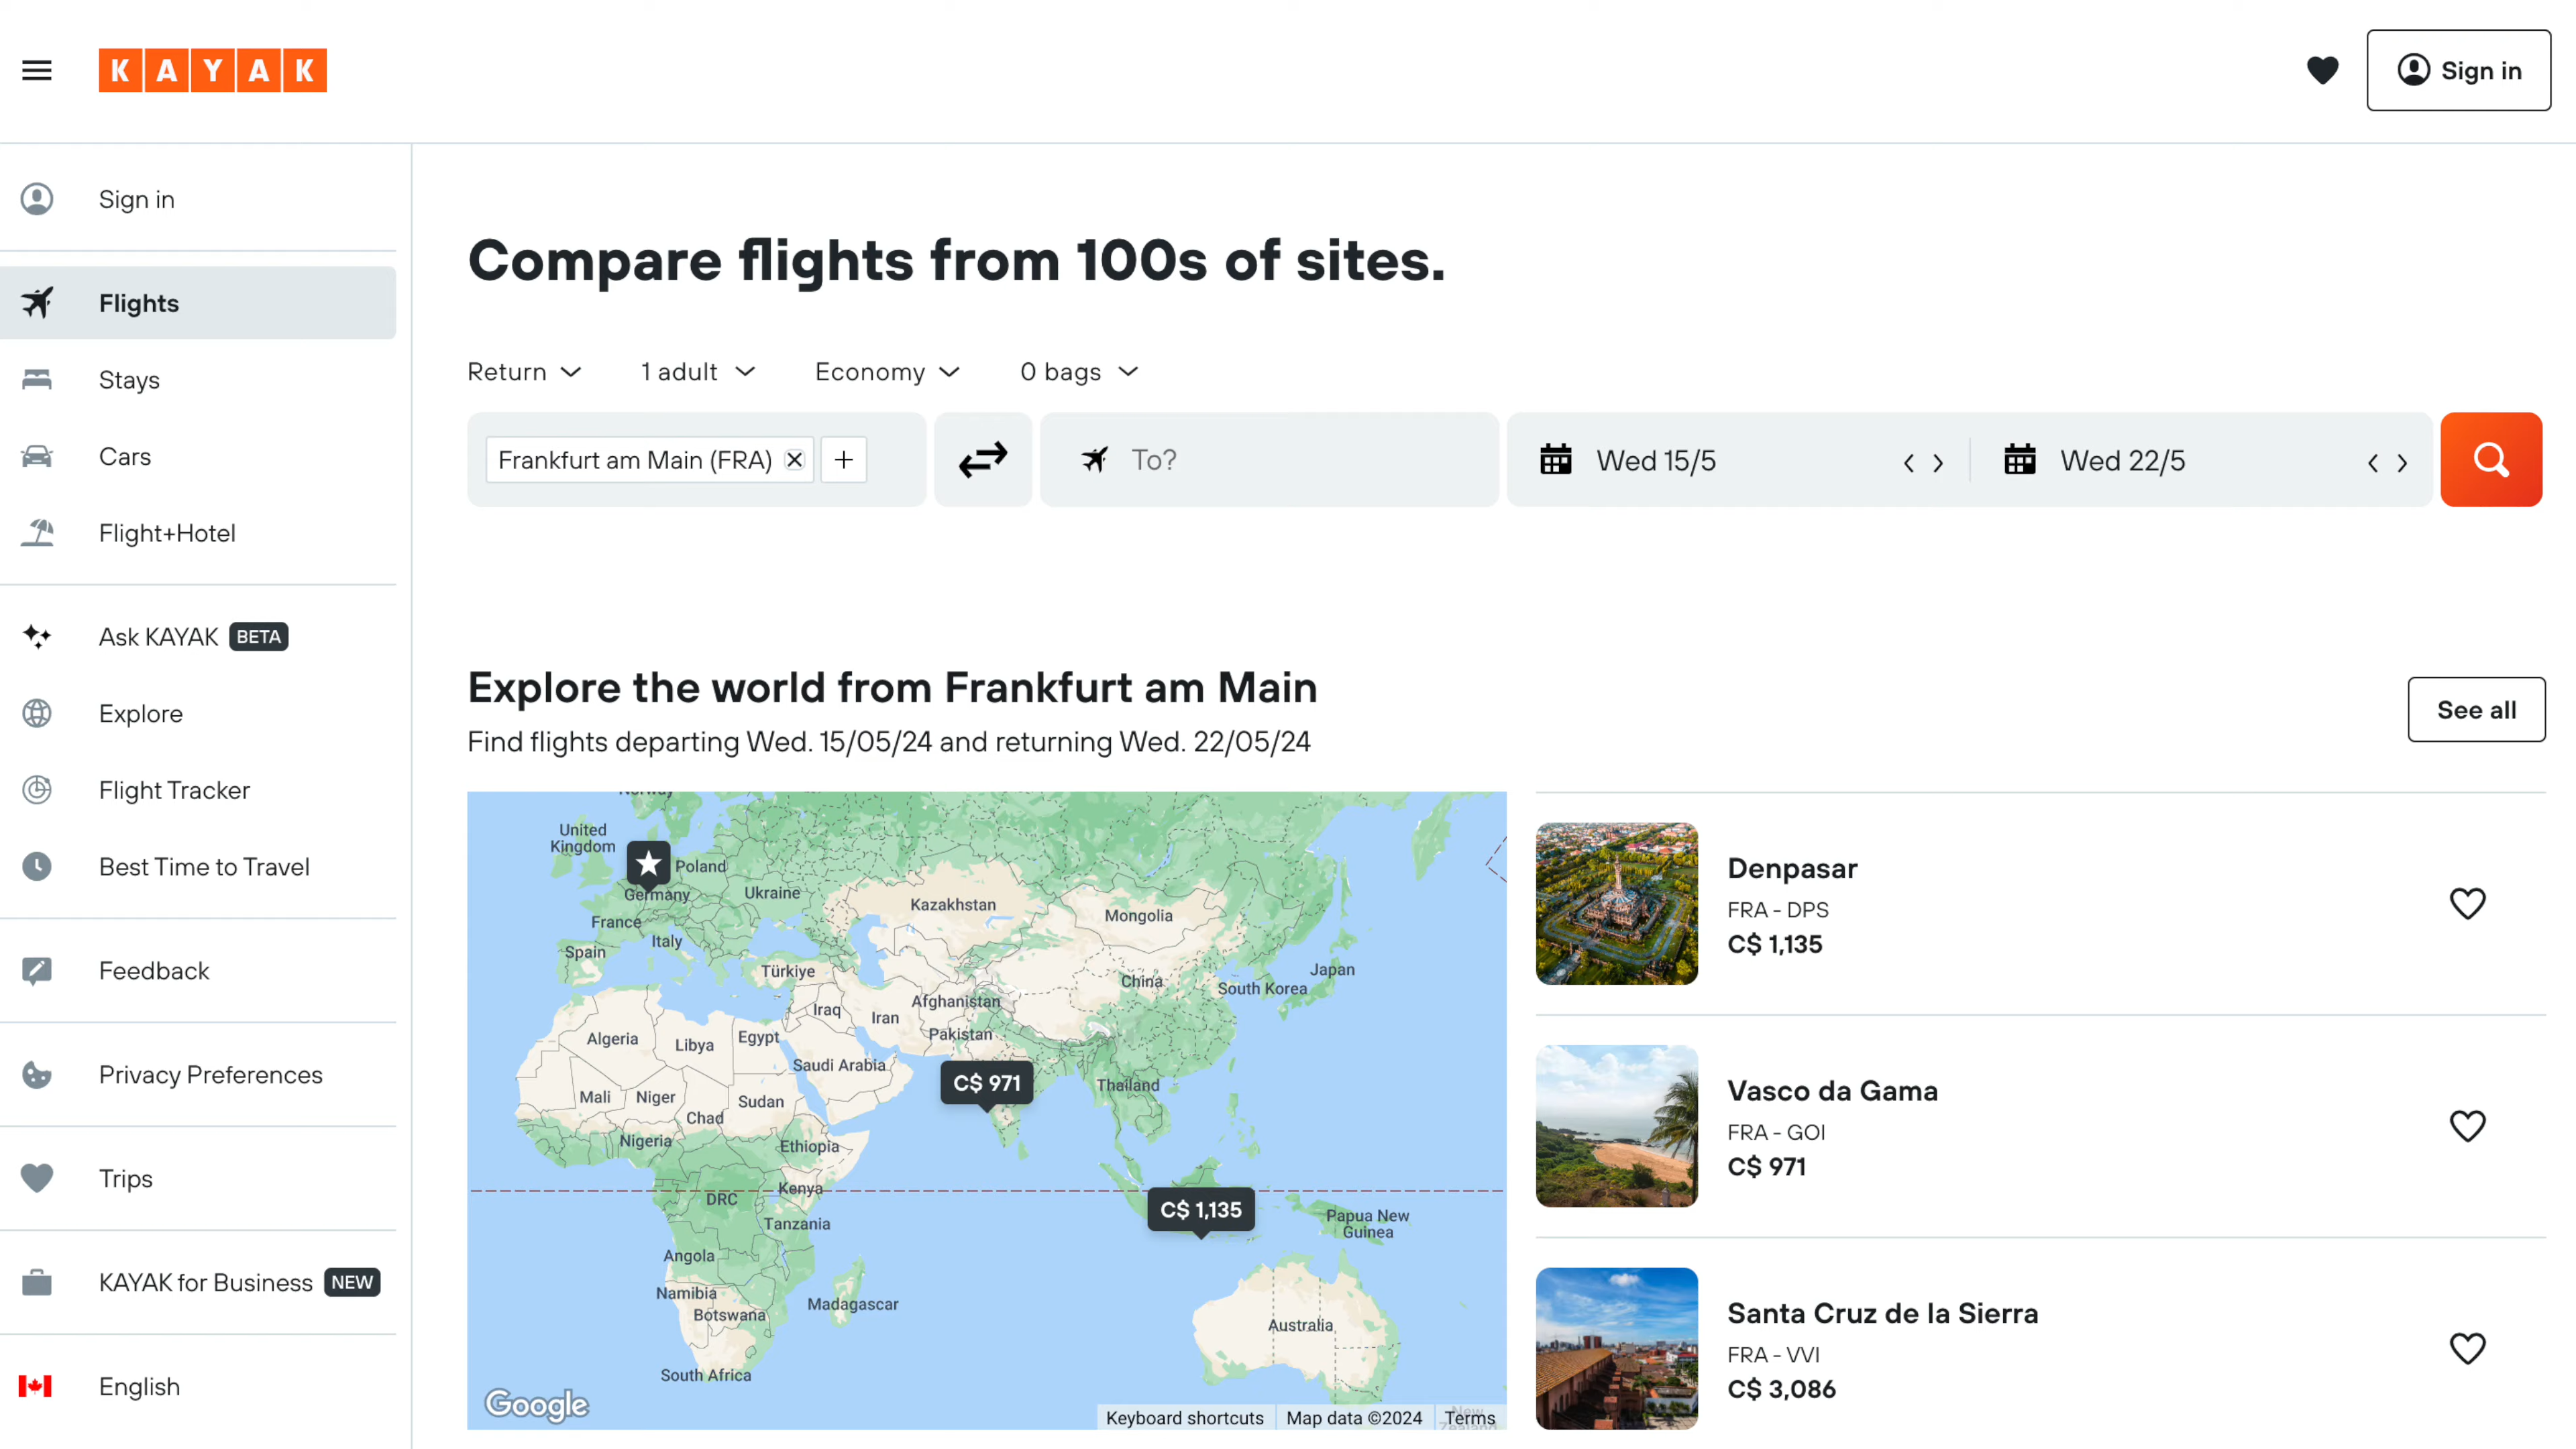 KAYAK
Sign in
Sign in
Flights
Stays
Cars
Flight+Hotel
Ask KAYAK BETA
Explore
Flight Tracker
Best Time to Travel
Feedback
Privacy Preferences
Trips
KAYAK for Business NEW
English
Compare flights from 100s of sites.
Return 1 adult Economy 0 bags
Frankfurt am Main (FRA) To? Wed 15/5 Wed 22/5
Explore the world from Frankfurt am Main
See all
Find flights departing Wed. 15/05/24 and returning Wed. 22/05/24
Norway
United
Kingdom
Poland
Germany
Ukraine
France
Italy
Spain
Türkiye
Kazakhstan
Mongolia
Japan
China
South Korea
Afghanistan
Iraq
Iran
Pakistan
Algeria
Libya
Egypt
Saudi Arabia
C$ 971
Thailand
Mali
Niger
Sudan
Chad
Nigeria
Ethiopia
DRC
Kenya
Tanzania
C$ 1,135
Papua New
Guinea
Angola
Namibia
Botswana
Madagascar
Australia
South Africa
New
Zealand
Google
Keyboard shortcuts
Map data ©2024
Terms
Denpasar
FRA - DPS
C$ 1,135
Vasco da Gama
FRA - GOI
C$ 971
Santa Cruz de la Sierra
FRA - VVI
C$ 3,086